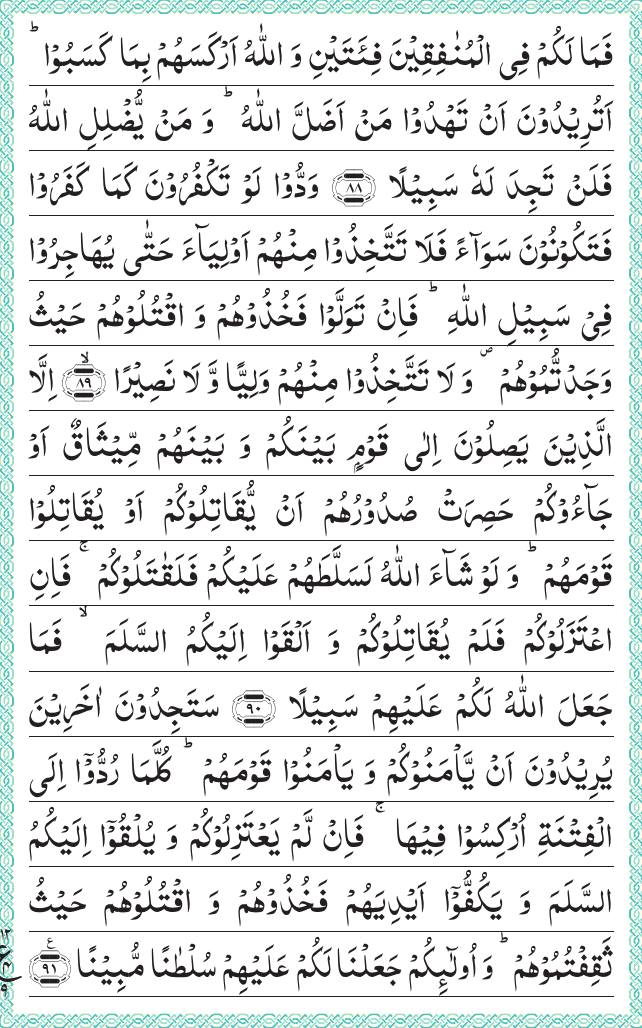 فَمَا لَكُمۡ فِى الۡمُنٰفِقِيۡنَ فِئَتَيۡنِ وَ اللّٰهُ اَرۡكَسَهُمۡ بِمَا كَسَبُوۡا ؕ
اَتُرِيۡدُوۡنَ اَنۡ تَهۡدُوۡا مَنۡ اَضَلَّ اللّٰهُ ؕ وَ مَنۡ يُّضۡلِلِ اللّٰهُ
فَلَنۡ تَجِدَ لَهٗ سَبِيۡلًا ﴿۸۸﴾ وَدُّوۡا لَوۡ تَكۡفُرُوۡنَ كَمَا كَفَرُوۡا
فَتَكُوۡنُوۡنَ سَوَآءً فَلَا تَتَّخِذُوۡا مِنۡهُمۡ اَوۡلِيَآءَ حَتّٰى يُهَاجِرُوۡا
فِىۡ سَبِيۡلِ اللّٰهِ ؕ فَاِنۡ تَوَلَّوۡا فَخُذُوۡهُمۡ وَ اقۡتُلُوۡهُمۡ حَيۡثُ
وَجَدْتُّمُوۡهُمۡ ۪ وَ لَا تَتَّخِذُوۡا مِنۡهُمۡ وَلِيًّا وَّ لَا نَصِيۡرًا ۙ﴿۸۹﴾ اِلَّا
الَّذِيۡنَ يَصِلُوۡنَ اِلٰى قَوۡمٍۭ بَيۡنَكُمۡ وَ بَيۡنَهُمۡ مِّيۡثَاقٌ اَوۡ
جَآءُوۡكُمۡ حَصِرَتۡ صُدُوۡرُهُمۡ اَنۡ يُّقَاتِلُوۡكُمۡ اَوۡ يُقَاتِلُوۡا
قَوۡمَهُمۡ ؕ وَ لَوۡ شَآءَ اللّٰهُ لَسَلَّطَهُمۡ عَلَيۡكُمۡ فَلَقٰتَلُوۡكُمۡ ۚ فَاِنِ
اعۡتَزَلُوۡكُمۡ فَلَمۡ يُقَاتِلُوۡكُمۡ وَ اَلۡقَوۡا اِلَيۡكُمُ السَّلَمَ ۙ فَمَا
جَعَلَ اللّٰهُ لَكُمۡ عَلَيۡهِمۡ سَبِيۡلًا ﴿۹۰﴾ سَتَجِدُوۡنَ اٰخَرِيۡنَ
يُرِيۡدُوۡنَ اَنۡ يَّاۡمَنُوۡكُمۡ وَ يَاۡمَنُوۡا قَوۡمَهُمۡ ؕ كُلَّمَا رُدُّوۡۤا اِلَى
الۡفِتۡنَةِ اُرۡكِسُوۡا فِيۡهَا ۚ فَاِنۡ لَّمۡ يَعۡتَزِلُوۡكُمۡ وَ يُلۡقُوۡۤا اِلَيۡكُمُ
السَّلَمَ وَ يَكُفُّوۡۤا اَيۡدِيَهُمۡ فَخُذُوۡهُمۡ وَ اقۡتُلُوۡهُمۡ حَيۡثُ
ثَقِفۡتُمُوۡهُمۡ ؕ وَ اُولٰٓٮِٕكُمۡ جَعَلۡنَا لَكُمۡ عَلَيۡهِمۡ سُلۡطٰنًا مُّبِيۡنًا ﴿۹۱﴾